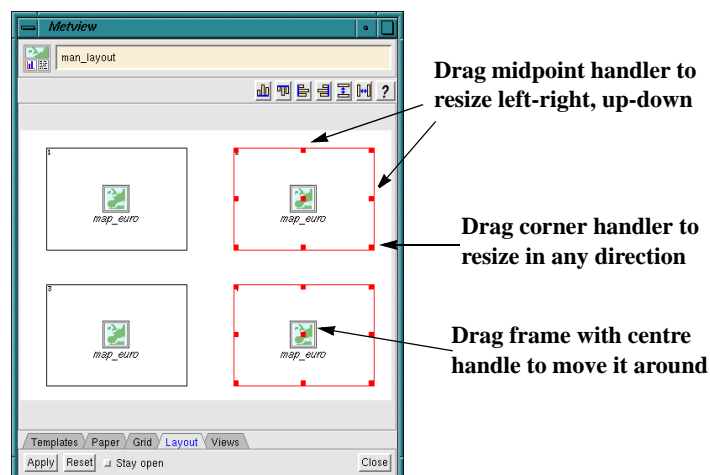 Metview
man_layout
?
Drag midpoint handler to
resize left-right, up-down
1
map_euro
map_euro
Drag corner handler to
resize in any direction
3
map_euro
map_euro
Drag frame with centre
handle to move it around
Templates Paper Grid Layout Views
Apply Reset Stay open Close